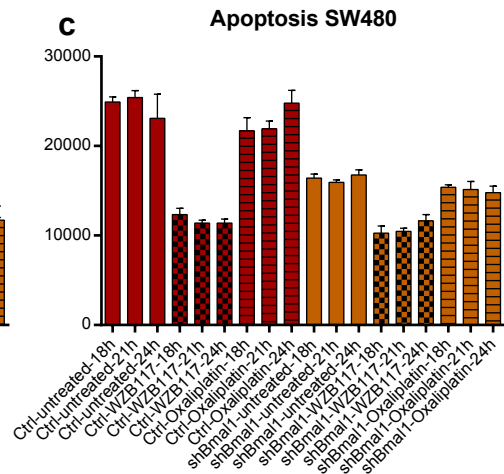 c
Apoptosis SW480
30000
20000
10000
0
Ctrl-untreated-18h
Ctrl-untreated-21h
Ctrl-untreated-24h
Ctrl-WZB117-18h
Ctrl-WZB117-21h
Ctrl-WZB117-24h
Ctrl-Oxaliplatin-18h
Ctrl-Oxaliplatin-21h
Ctrl-Oxaliplatin-24h
shBmal1-untreated-18h
shBmal1-untreated-21h
shBmal1-untreated-24h
shBmal1-WZB117-18h
shBmal1-WZB117-21h
shBmal1-WZB117-24h
shBmal1-Oxaliplatin-18h
shBmal1-Oxaliplatin-21h
shBmal1-Oxaliplatin-24h